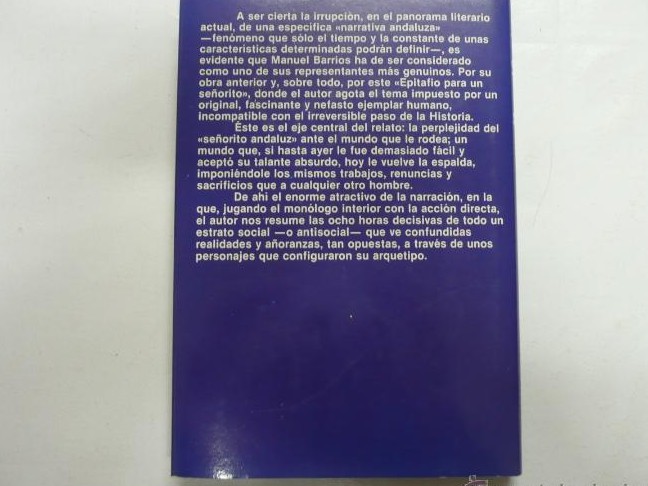 A ser cierta la irrupción, en el panorama literario
actual, de una específica «narrativa andaluza»
—fenómeno que sólo el tiempo y la constante de unas
características determinadas podrán definir—, es
evidente que Manuel Barrios ha de ser considerado
como uno de sus representantes más genuinos. Por su
obra anterior y, sobre todo, por este «Epitafio para un
señorito», donde el autor agota el tema impuesto por un
original, fascinante y nefasto ejemplar humano,
incompatible con el irreversible paso de la Historia.
Este es el eje central del relato: la perplejidad del
«señorito andaluz» ante el mundo que le rodea; un
mundo que, si hasta ayer le fue demasiado fácil y
aceptó su talante absurdo, hoy le vuelve la espalda,
imponiéndole los mismos trabajos, renuncias y
sacrificios que a cualquier otro hombre.
De ahí el enorme atractivo de la narración, en la
que, jugando el monólogo interior con la acción directa,
el autor nos resume las ocho horas decisivas de todo un
estrato social —o antisocial— que ve confundidas
realidades y añoranzas, tan opuestas, a través de unos
personajes que configuraron su arquetipo.